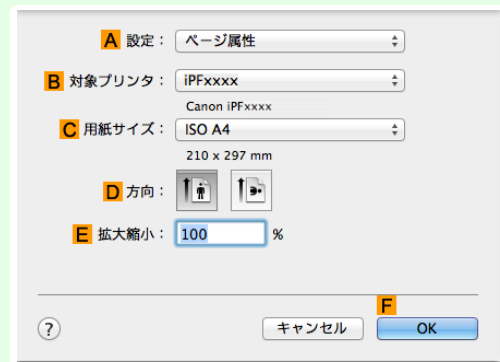 A 設定： ページ属性
B 対象プリンタ： iPFxxxx
Canon iPFxxxx
C 用紙サイズ： ISO A4
210 x 297 mm
D 方向：
E 拡大縮小： 100 %
F
? キャンセル OK